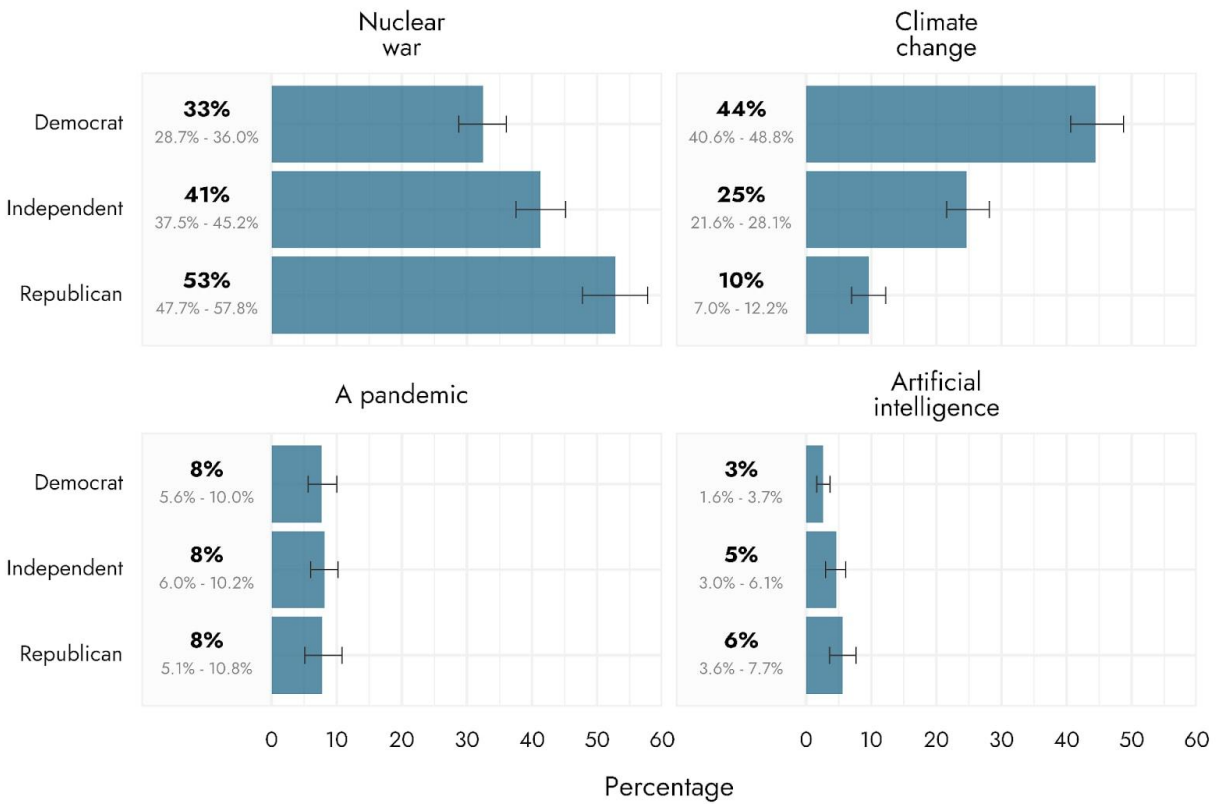 Nuclear
war
Climate
change
Democrat
33%
28.7% - 36.0%
44%
40.6% - 48.8%
Independent
41%
37.5% - 45.2%
25%
21.6% - 28.1%
Republican
53%
47.7% - 57.8%
10%
7.0% - 12.2%
A pandemic
Artificial
intelligence
Democrat
8%
5.6% - 10.0%
3%
1.6% - 3.7%
Independent
8%
6.0% - 10.2%
5%
3.0% - 6.1%
Republican
8%
5.1% - 10.8%
6%
3.6% - 7.7%
0 10 20 30 40 50 60
0 10 20 30 40 50 60
Percentage